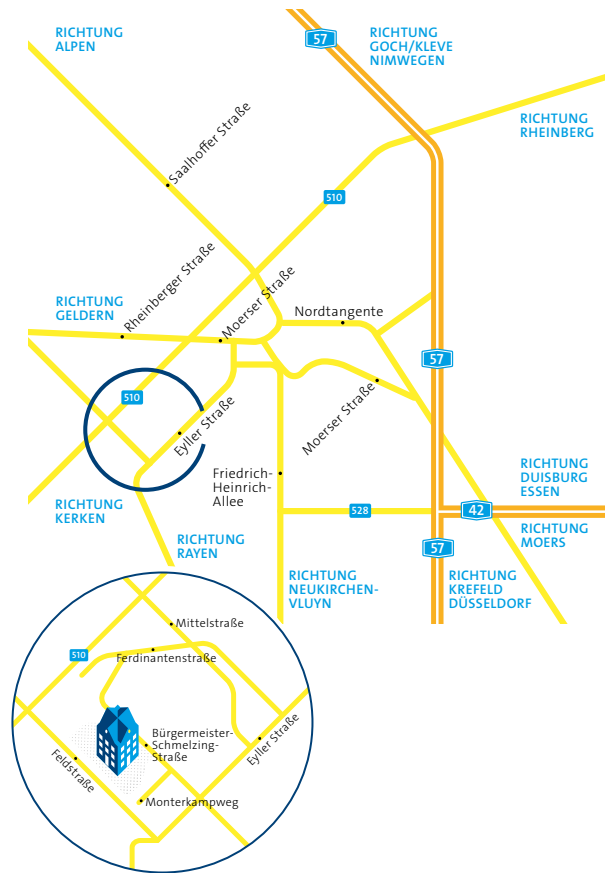 RICHTUNG
ALPEN
57
RICHTUNG
GOCH/KLEVE
NIMWEGEN
RICHTUNG
RHEINBERG
Saalhoffer Straße
510
Rheinberger Straße
Moerser Straße
RICHTUNG
GELDERN
Nordtangente
57
510
Eyller Straße
Moerser Straße
Friedrich-
Heinrich-
Allee
RICHTUNG
DUISBURG
ESSEN
RICHTUNG
KERKEN
528
42
RICHTUNG
MOERS
RICHTUNG
RAYEN
57
RICHTUNG
NEUKIRCHEN-
VLUYN
RICHTUNG
KREFELD
DÜSSELDORF
Mittelstraße
510
Ferdinantenstraße
Bürgermeister-
Schmelzing-
Straße
Eyller Straße
Feldstraße
Monterkampweg